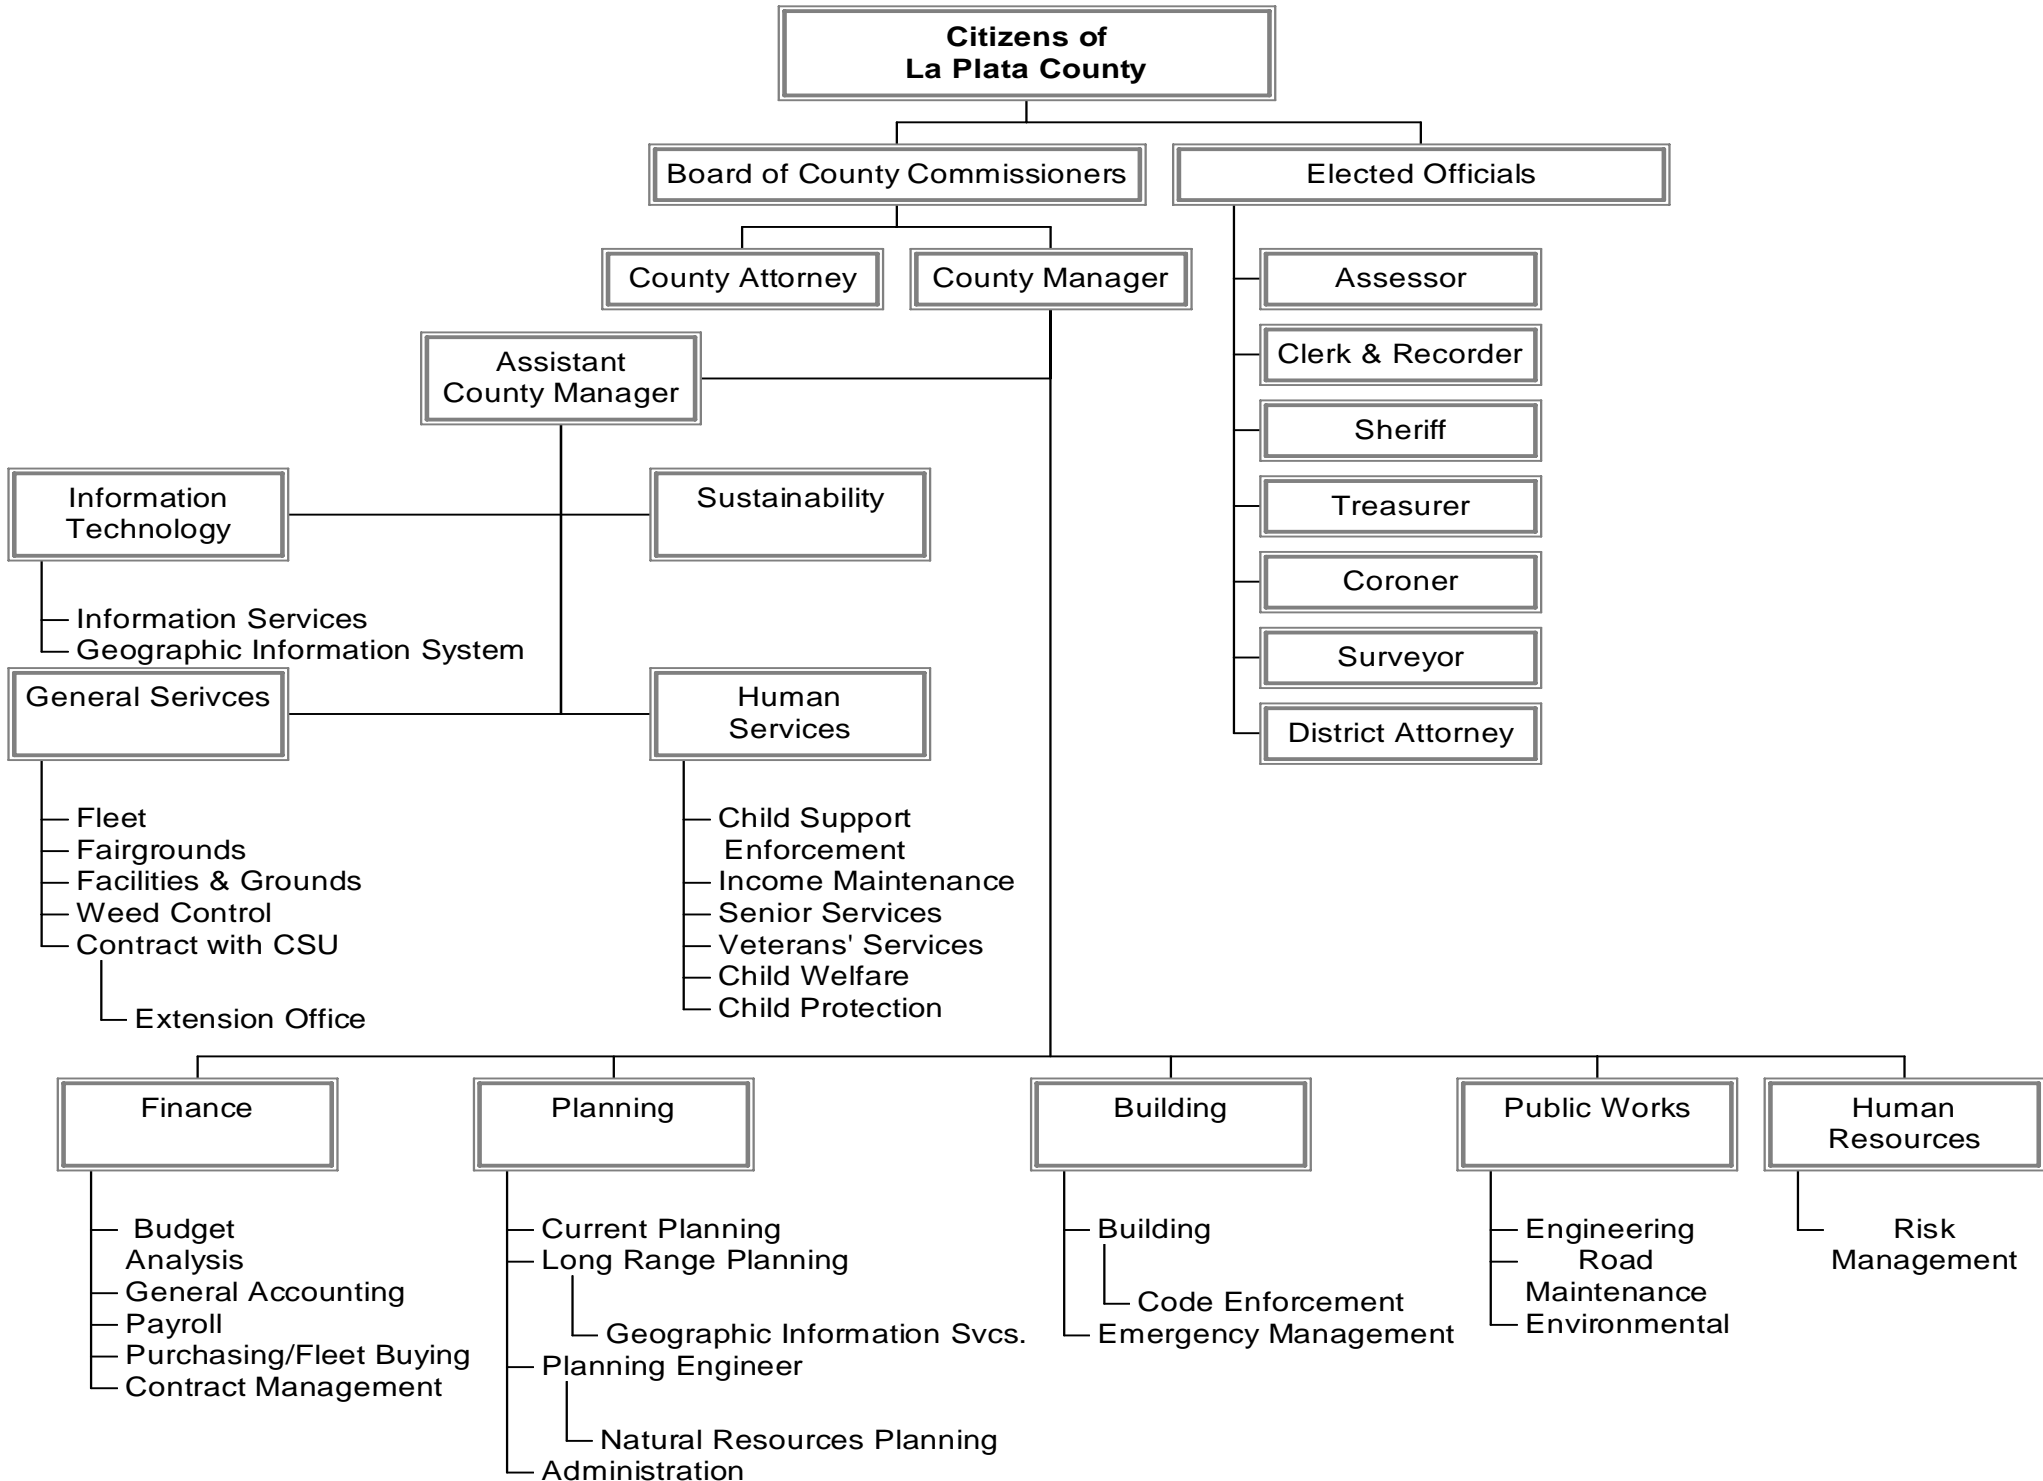 Citizens of
La Plata County
Board of County Commissioners
Elected Officials
County Attorney
County Manager
Assessor
Clerk & Recorder
Sheriff
Treasurer
Coroner
Surveyor
District Attorney
Assistant
County Manager
Information
Technology
Information Services
Geographic Information System
Sustainability
General Serivces
Fleet
Fairgrounds
Facilities & Grounds
Weed Control
Contract with CSU
Extension Office
Human
Services
Child Support
Enforcement
Income Maintenance
Senior Services
Veterans' Services
Child Welfare
Child Protection
Finance
Budget
Analysis
General Accounting
Payroll
Purchasing/Fleet Buying
Contract Management
Planning
Current Planning
Long Range Planning
Geographic Information Svcs.
Planning Engineer
Natural Resources Planning
Administration
Building
Building
Code Enforcement
Emergency Management
Public Works
Engineering
Road
Maintenance
Environmental
Human
Resources
Risk
Management